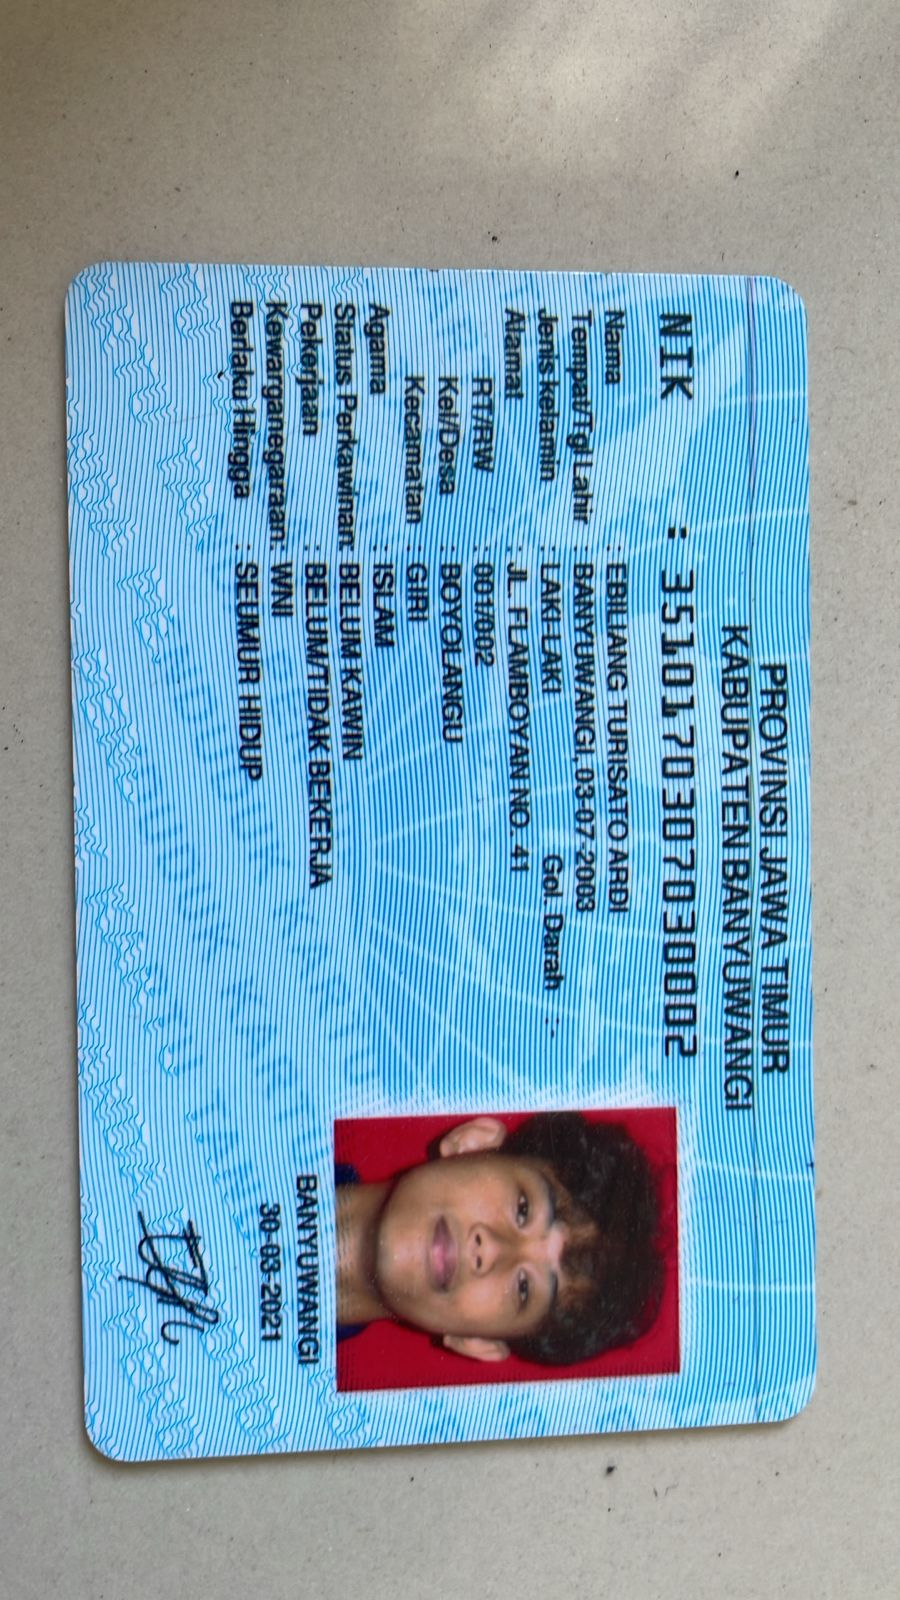 PROVINSI JAWA TIMUR
KABUPATEN BANYUWANGI
NIK : 3510170307030002
Nama : EBILIANG TURISATO ARDI
Tempat/Tgl Lahir : BANYUWANGI, 03-07-2003
Jenis kelamin : LAKI-LAKI Gol. Darah : -
Alamat : JL. FLAMBOYAN NO. 41
RT/RW : 001/002
Kel/Desa : BOYOLANGU
Kecamatan : GIRI
Agama : ISLAM
Status Perkawinan: BELUM KAWIN
Pekerjaan : BELUM/TIDAK BEKERJA
Kewarganegaraan: WNI
Berlaku Hingga : SEUMUR HIDUP
BANYUWANGI
30-03-2021